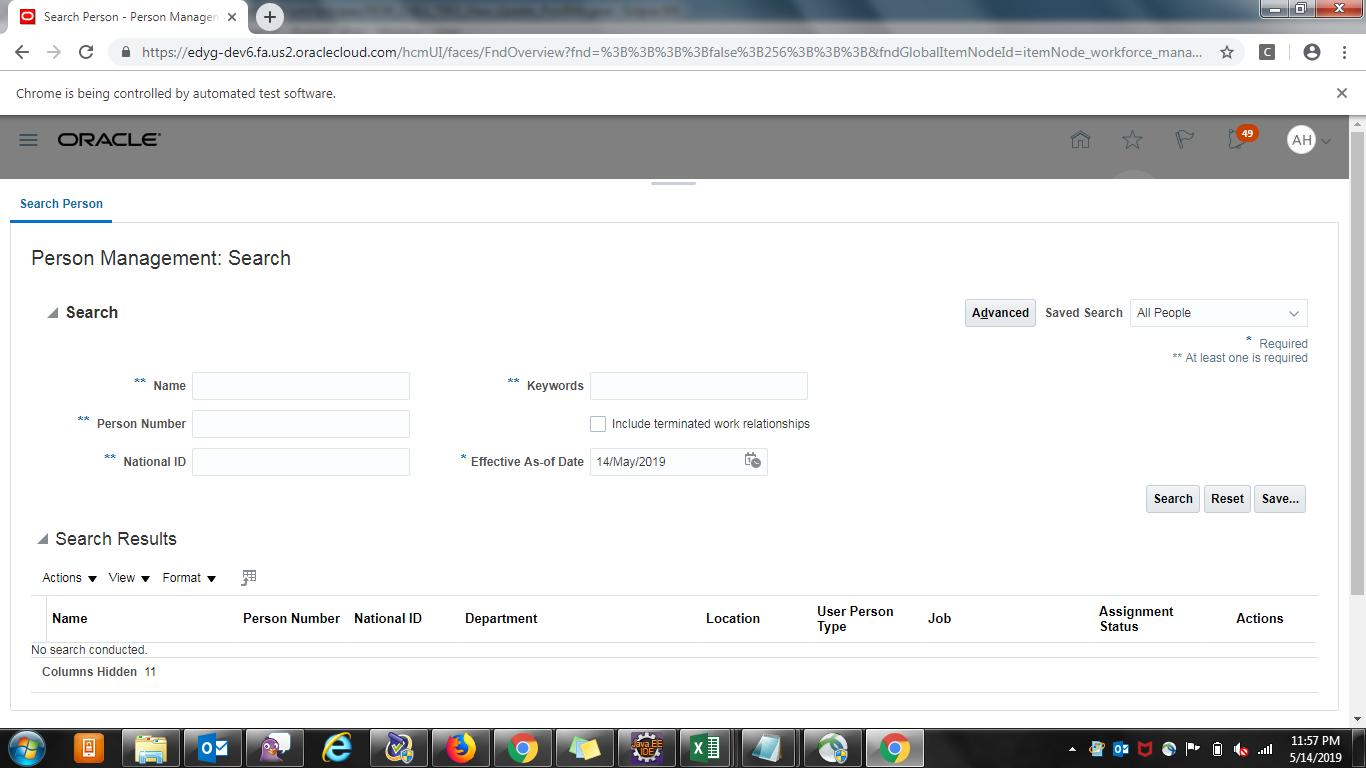 Search Person - Person Managem
https://edyg-dev6.fa.us2.oraclecloud.com/hcmUI/faces/FndOverview?fnd=%3B%3B%3B%3Bfalse%3B256%3B%3B%3B&fndGlobalItemNodeId=itemNode_workforce_mana...
C
Chrome is being controlled by automated test software.
ORACLE
49
AH
Search Person
Person Management: Search
Search
Advanced Saved Search All People
* Required
** At least one is required
** Name
** Keywords
** Person Number
Include terminated work relationships
** National ID
* Effective As-of Date 14/May/2019
Search Reset Save...
Search Results
Actions View Format
Name Person Number National ID Department Location User Person Type Job Assignment Status Actions
No search conducted.
Columns Hidden 11
Java EE IDE
11:57 PM
5/14/2019